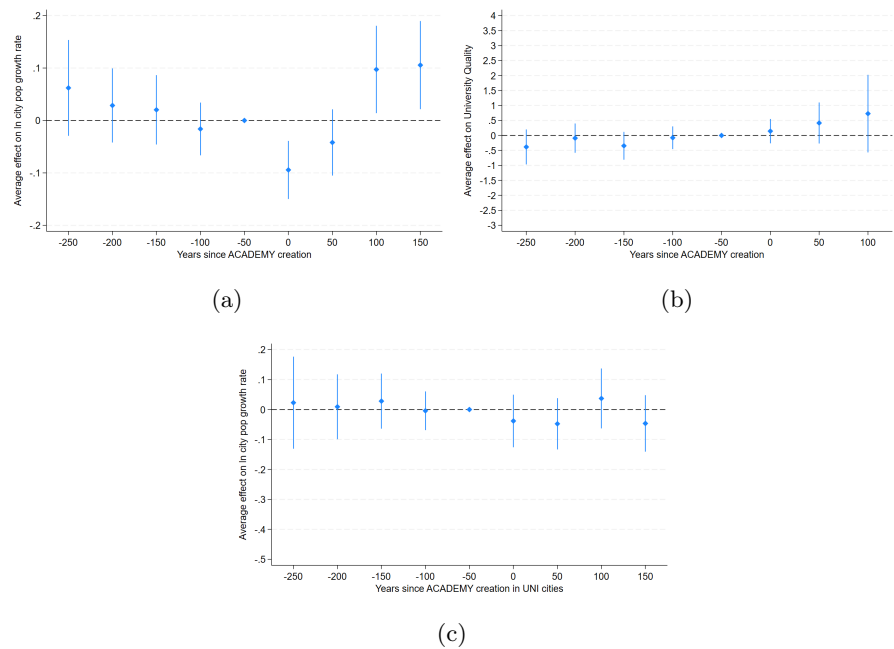 Average effect on ln city pop growth rate
.2
.1
0
-.1
-.2
-250 -200 -150 -100 -50 0 50 100 150
Years since ACADEMY creation
(a)
Average effect on University Quality
4
3.5
3
2.5
2
1.5
1
.5
0
-.5
-1
-1.5
-2
-2.5
-3
-250 -200 -150 -100 -50 0 50 100
Years since ACADEMY creation
(b)
Average effect on ln city pop growth rate
.2
.1
0
-.1
-.2
-.3
-.4
-.5
-250 -200 -150 -100 -50 0 50 100 150
Years since ACADEMY creation in UNI cities
(c)